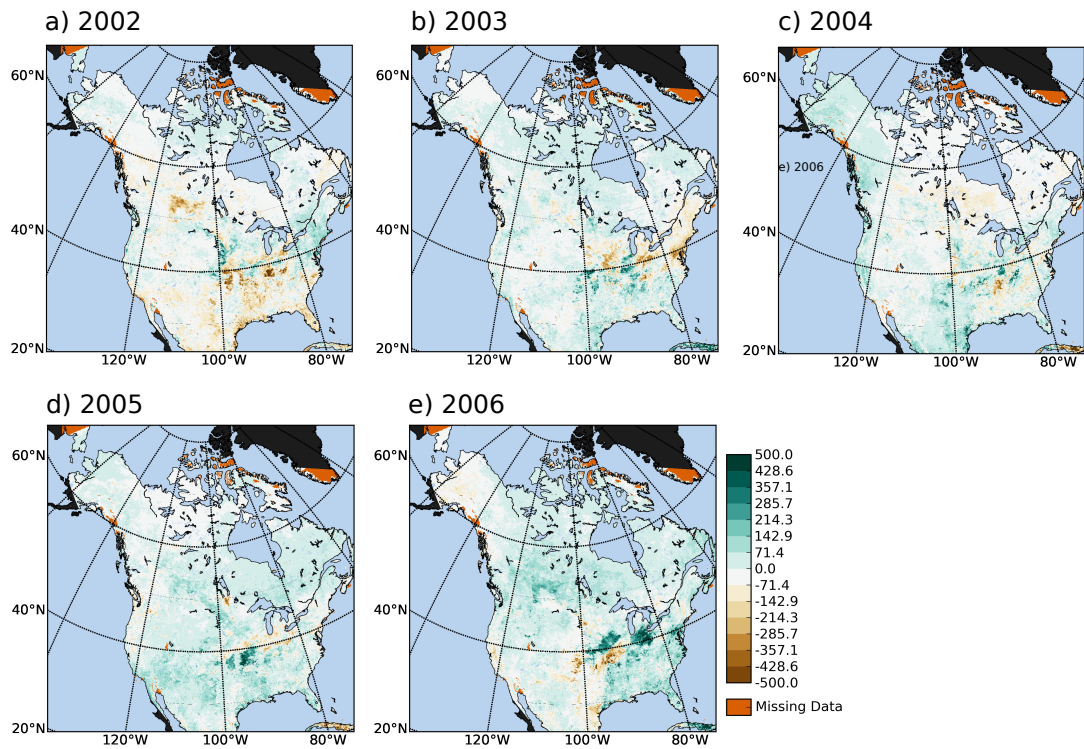 a) 2002
b) 2003
c) 2004
60°N
40°N
20°N
120°W
100°W
80°W
60°N
40°N
20°N
120°W
100°W
80°W
60°N
e) 2006
40°N
20°N
120°W
100°W
80°W
d) 2005
e) 2006
60°N
40°N
20°N
120°W
100°W
80°W
60°N
40°N
20°N
120°W
100°W
80°W
500.0
428.6
357.1
285.7
214.3
142.9
71.4
0.0
-71.4
-142.9
-214.3
-285.7
-357.1
-428.6
-500.0
Missing Data